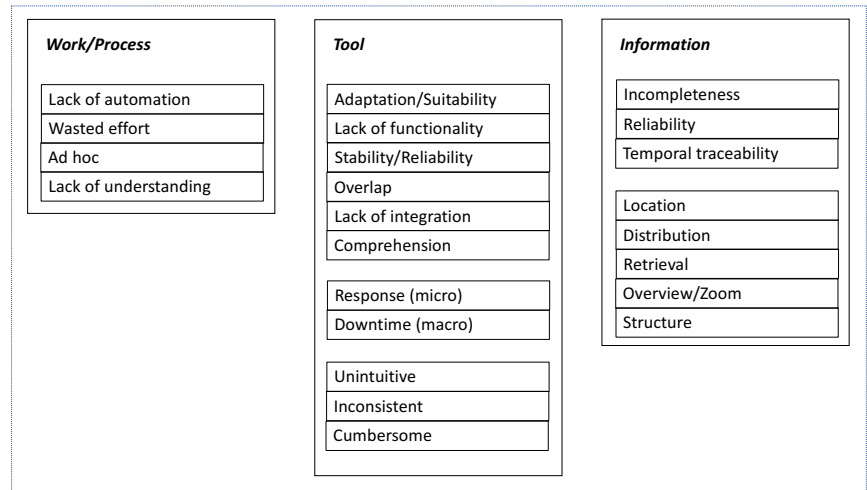 Work/Process
Lack of automation
Wasted effort
Ad hoc
Lack of understanding
Tool
Adaptation/Suitability
Lack of functionality
Stability/Reliability
Overlap
Lack of integration
Comprehension
Response (micro)
Downtime (macro)
Unintuitive
Inconsistent
Cumbersome
Information
Incompleteness
Reliability
Temporal traceability
Location
Distribution
Retrieval
Overview/Zoom
Structure